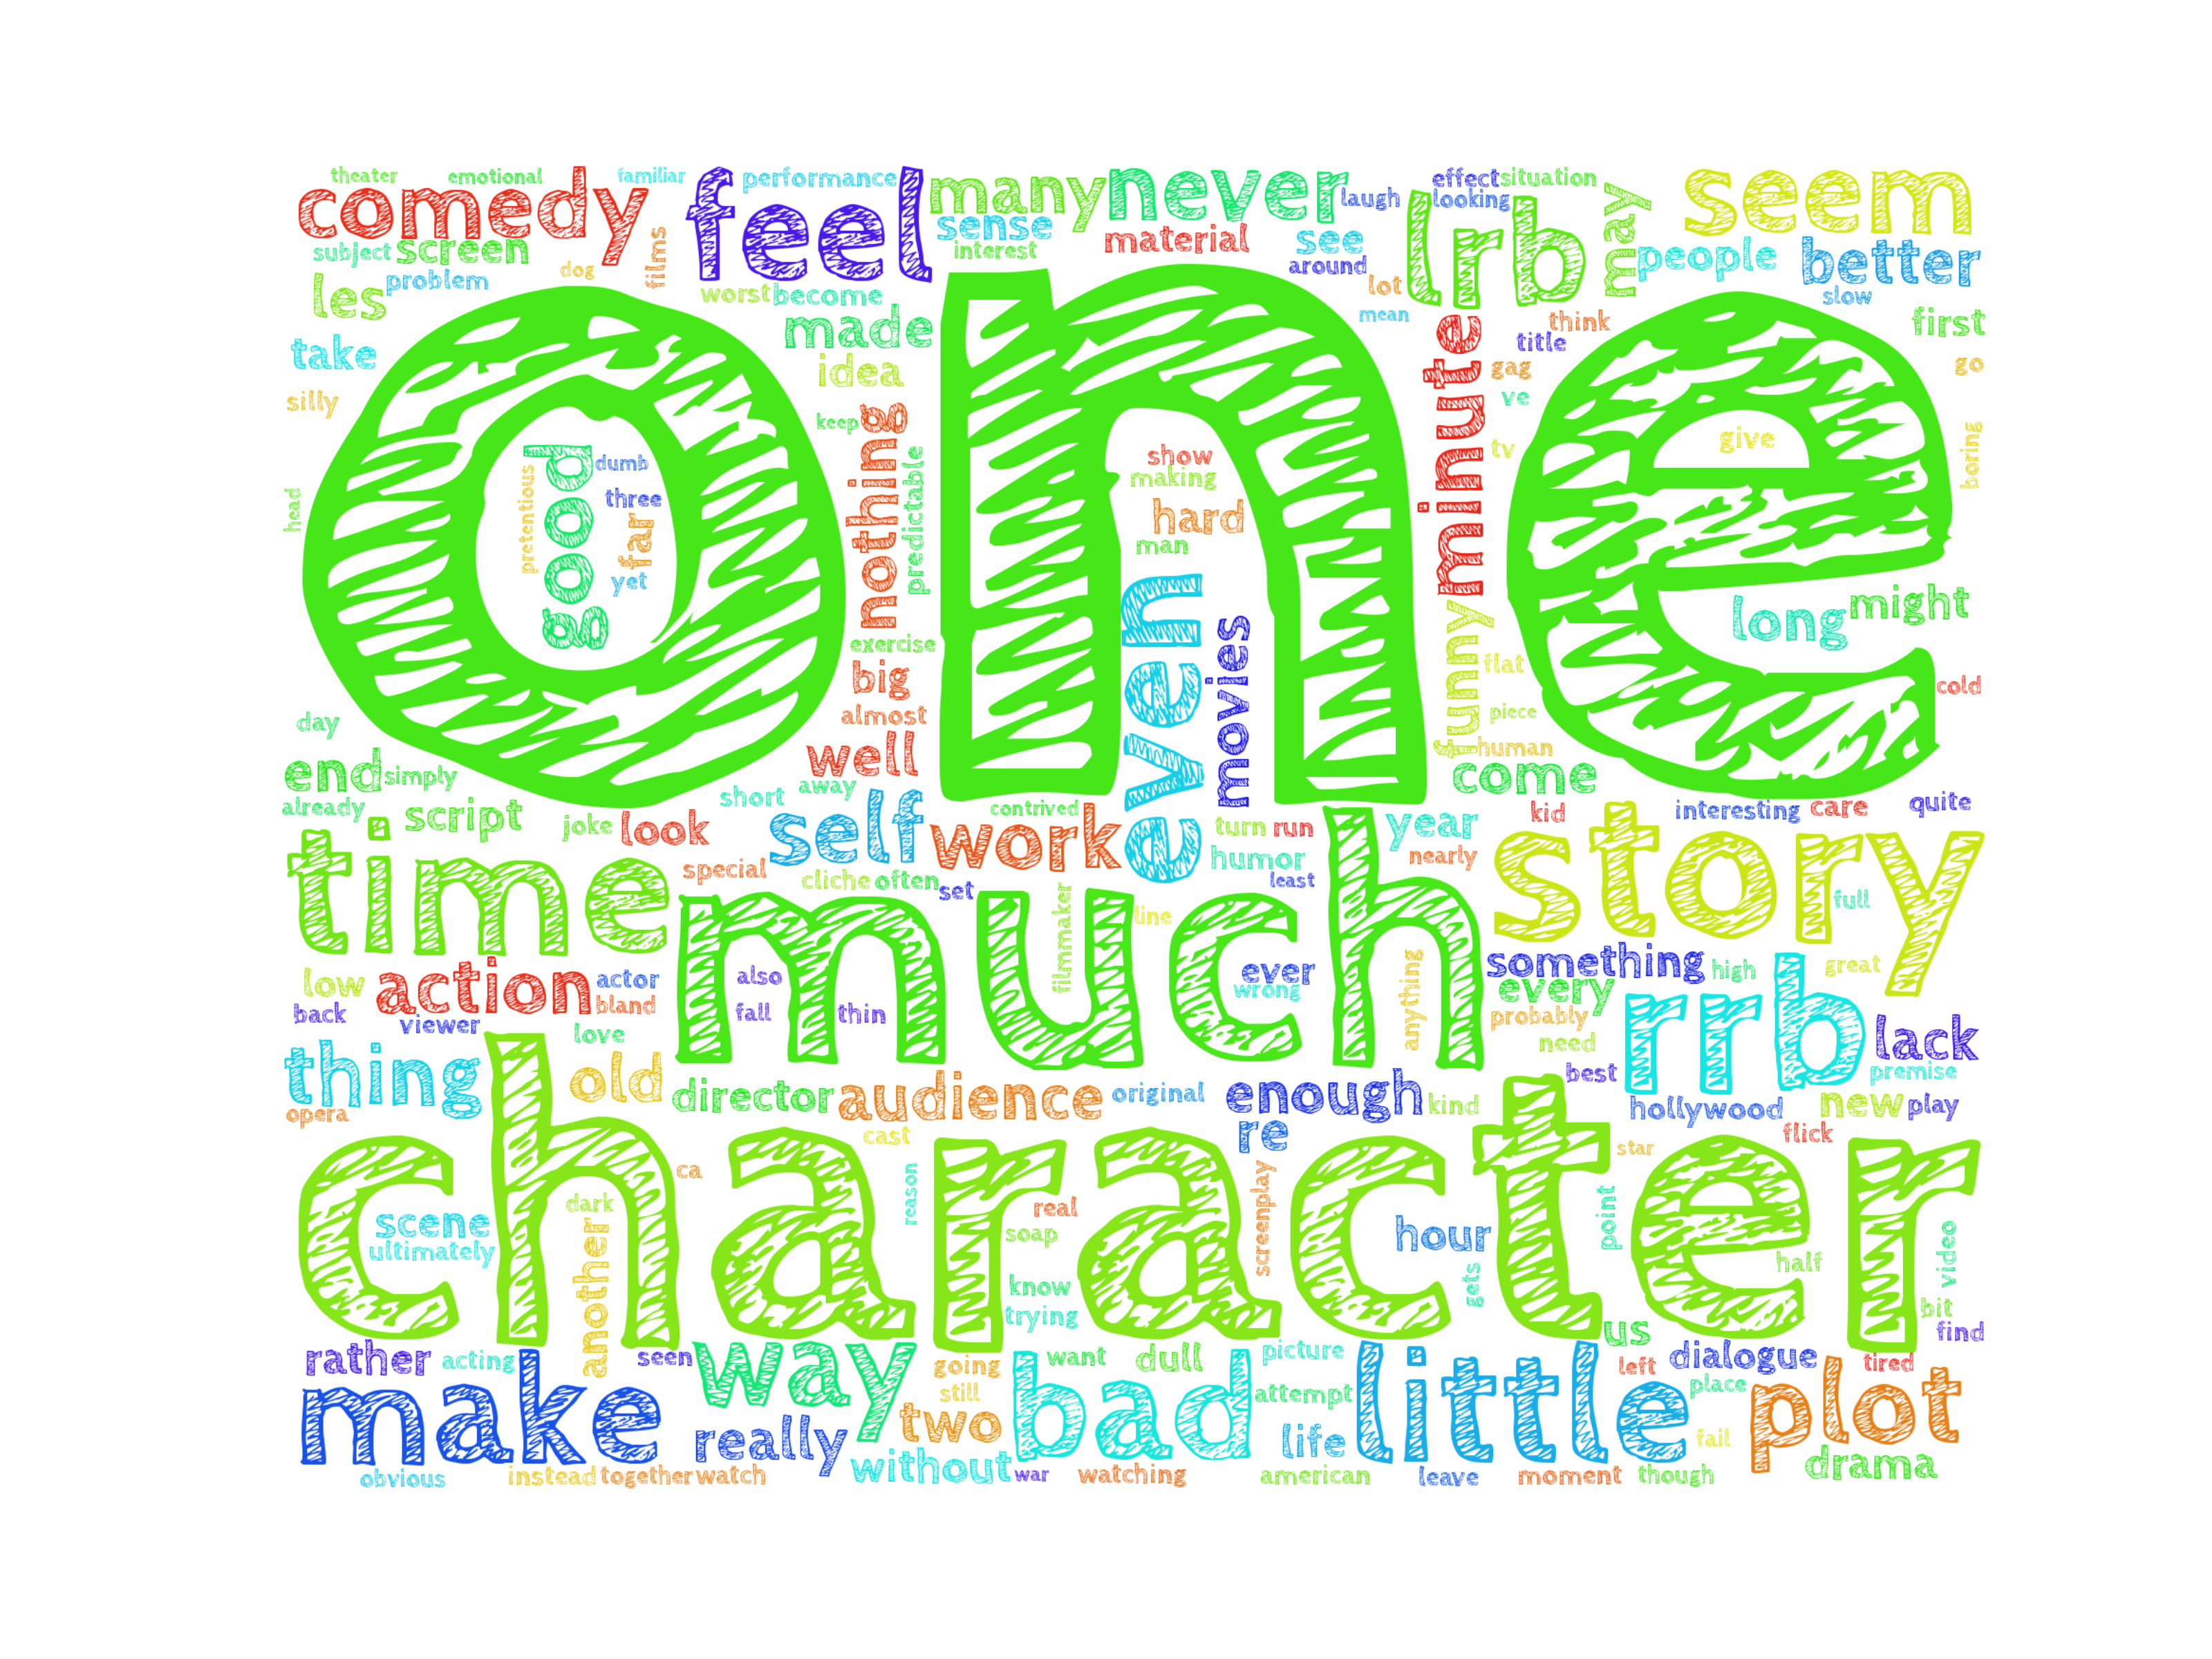 theater emotional familiar performance many never effect situation seem
comedy feel sense laugh looking lrb may
subject screen films interest material see people better
les problem dog worst become around lot slow
take made mean think first
silly idea minute title gag go
keep nothing show ve give boring
one
head pretentious good dumb predictable making tv
three far hard
yet man
exercise even movies funny flat long might
big piece cold
day almost human
end simply well come
already script short away contrived kid interesting care quite
time joke look self work turn run year story
special humor nearly
cliche often set least full
much
low action actor also filmmaker line ever wrong anything something high great
back viewer bland fall thin every rrb lack
love probably
thing old need best premise
opera director audience original enough kind hollywood new play
cast re flick
character
ca star
scene dark another reason real screenplay hour point video
ultimately soap half
know gets bit
trying us find
rather acting seen way going want dull picture left dialogue tired
make still bad attempt little place plot
really two life fail
obvious instead together watch without war watching american leave moment though drama